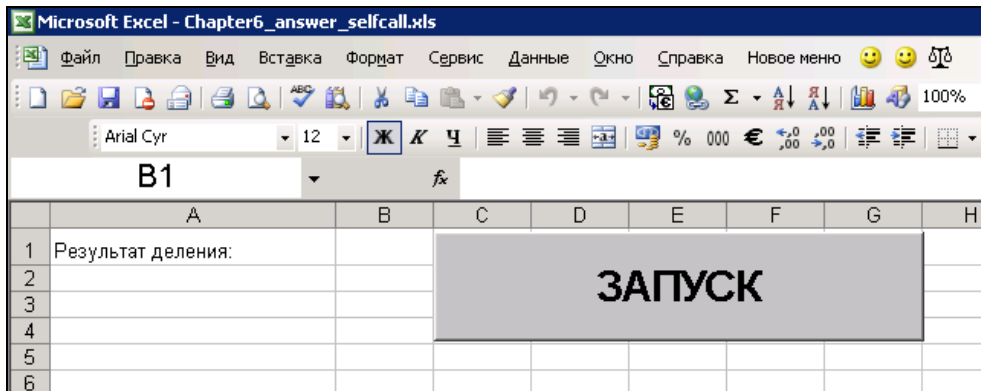 Microsoft Excel - Chapter6_answer_selfcall.xls
Файл Правка Вид Вставка Формат Сервис Данные Окно Справка Новое меню
100%
Arial Cyr 12 Ж К Ч % 000 €
B1 fx
A B C D E F G H
1 Результат деления:
ЗАПУСК
2
3
4
5
6